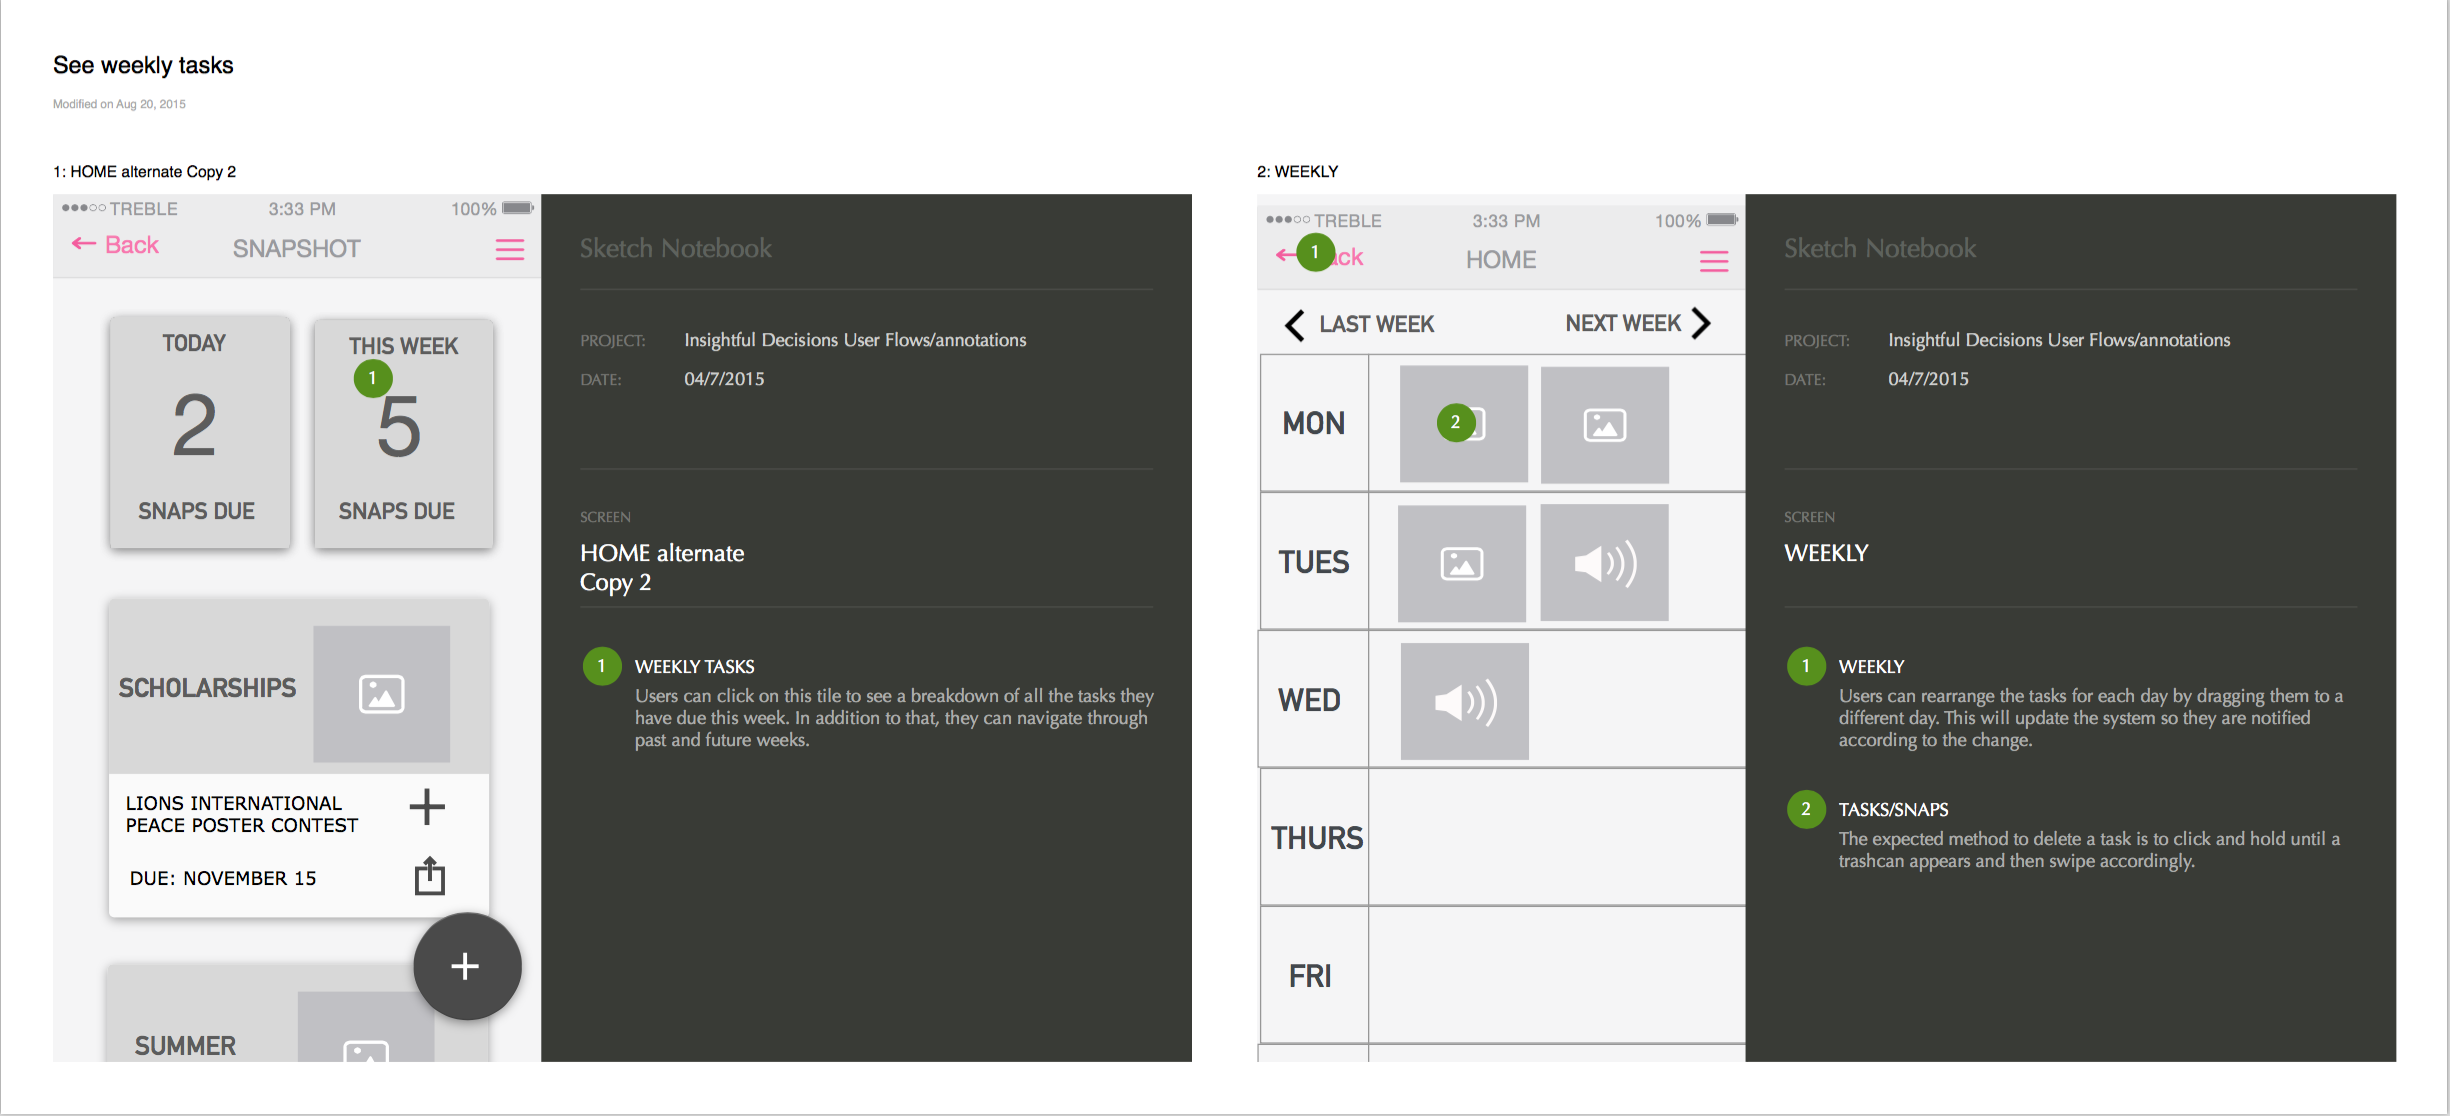 See weekly tasks
Modified on Aug 20, 2015
1: HOME alternate Copy 2
TREBLE 3:33 PM 100%
Back SNAPSHOT
TODAY
2
SNAPS DUE
THIS WEEK
1
5
SNAPS DUE
SCHOLARSHIPS
LIONS INTERNATIONAL
PEACE POSTER CONTEST
DUE: NOVEMBER 15
SUMMER
Sketch Notebook
PROJECT: Insightful Decisions User Flows/annotations
DATE: 04/7/2015
SCREEN
HOME alternate
Copy 2
1 WEEKLY TASKS
Users can click on this tile to see a breakdown of all the tasks they
have due this week. In addition to that, they can navigate through
past and future weeks.
2: WEEKLY
TREBLE 3:33 PM 100%
1 ack HOME
LAST WEEK NEXT WEEK
MON
2
TUES
WED
THURS
FRI
Sketch Notebook
PROJECT: Insightful Decisions User Flows/annotations
DATE: 04/7/2015
SCREEN
WEEKLY
1 WEEKLY
Users can rearrange the tasks for each day by dragging them to a
different day. This will update the system so they are notified
according to the change.
2 TASKS/SNAPS
The expected method to delete a task is to click and hold until a
trashcan appears and then swipe accordingly.